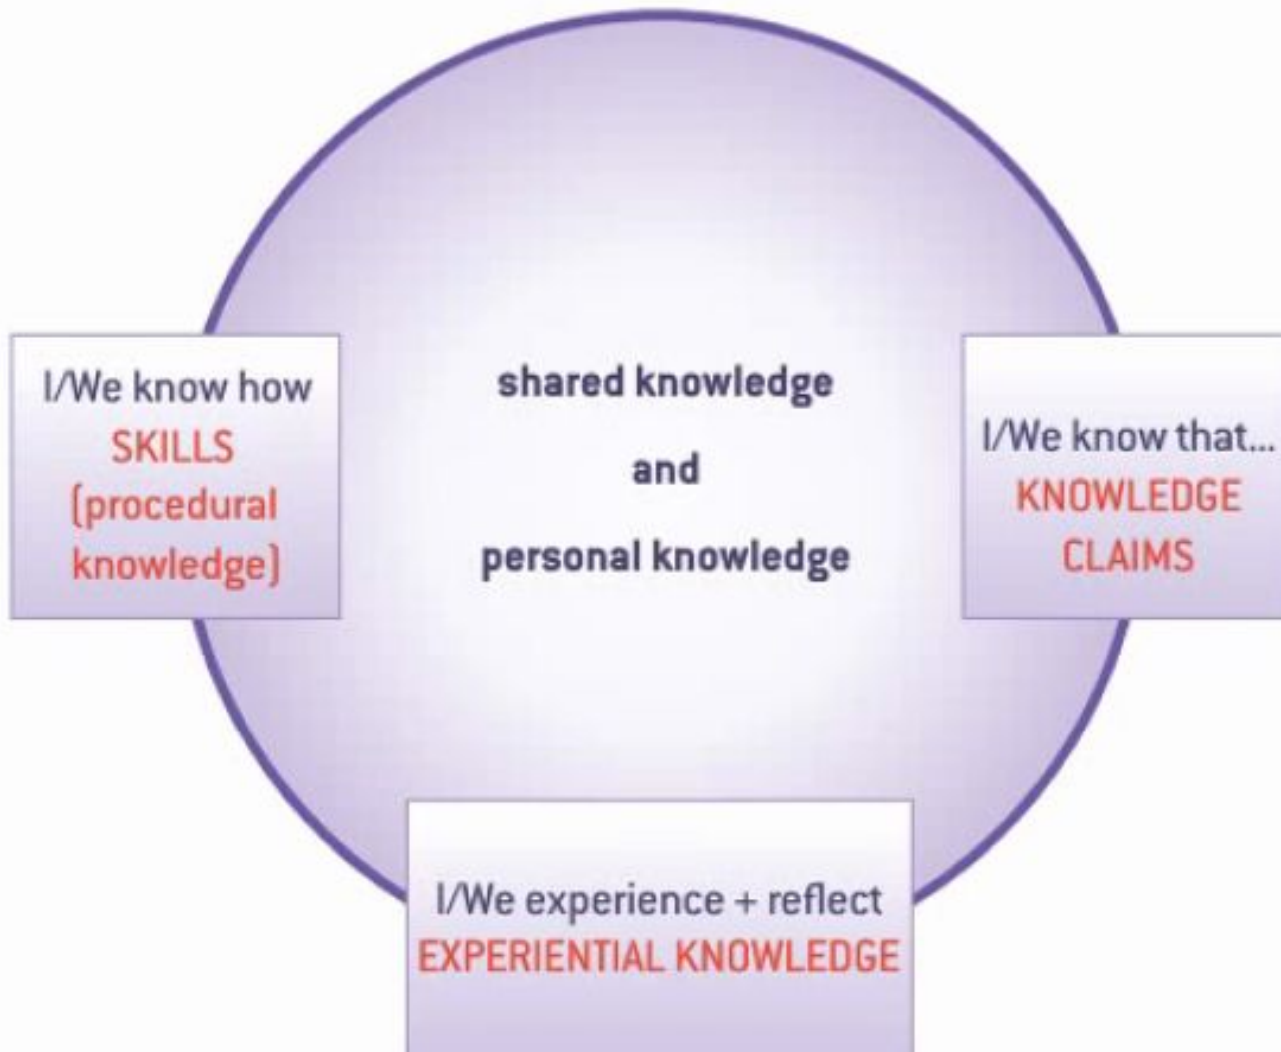 I/We know how
SKILLS
(procedural
knowledge)
shared knowledge
and
personal knowledge
I/We know that...
KNOWLEDGE
CLAIMS
I/We experience + reflect
EXPERIENTIAL KNOWLEDGE